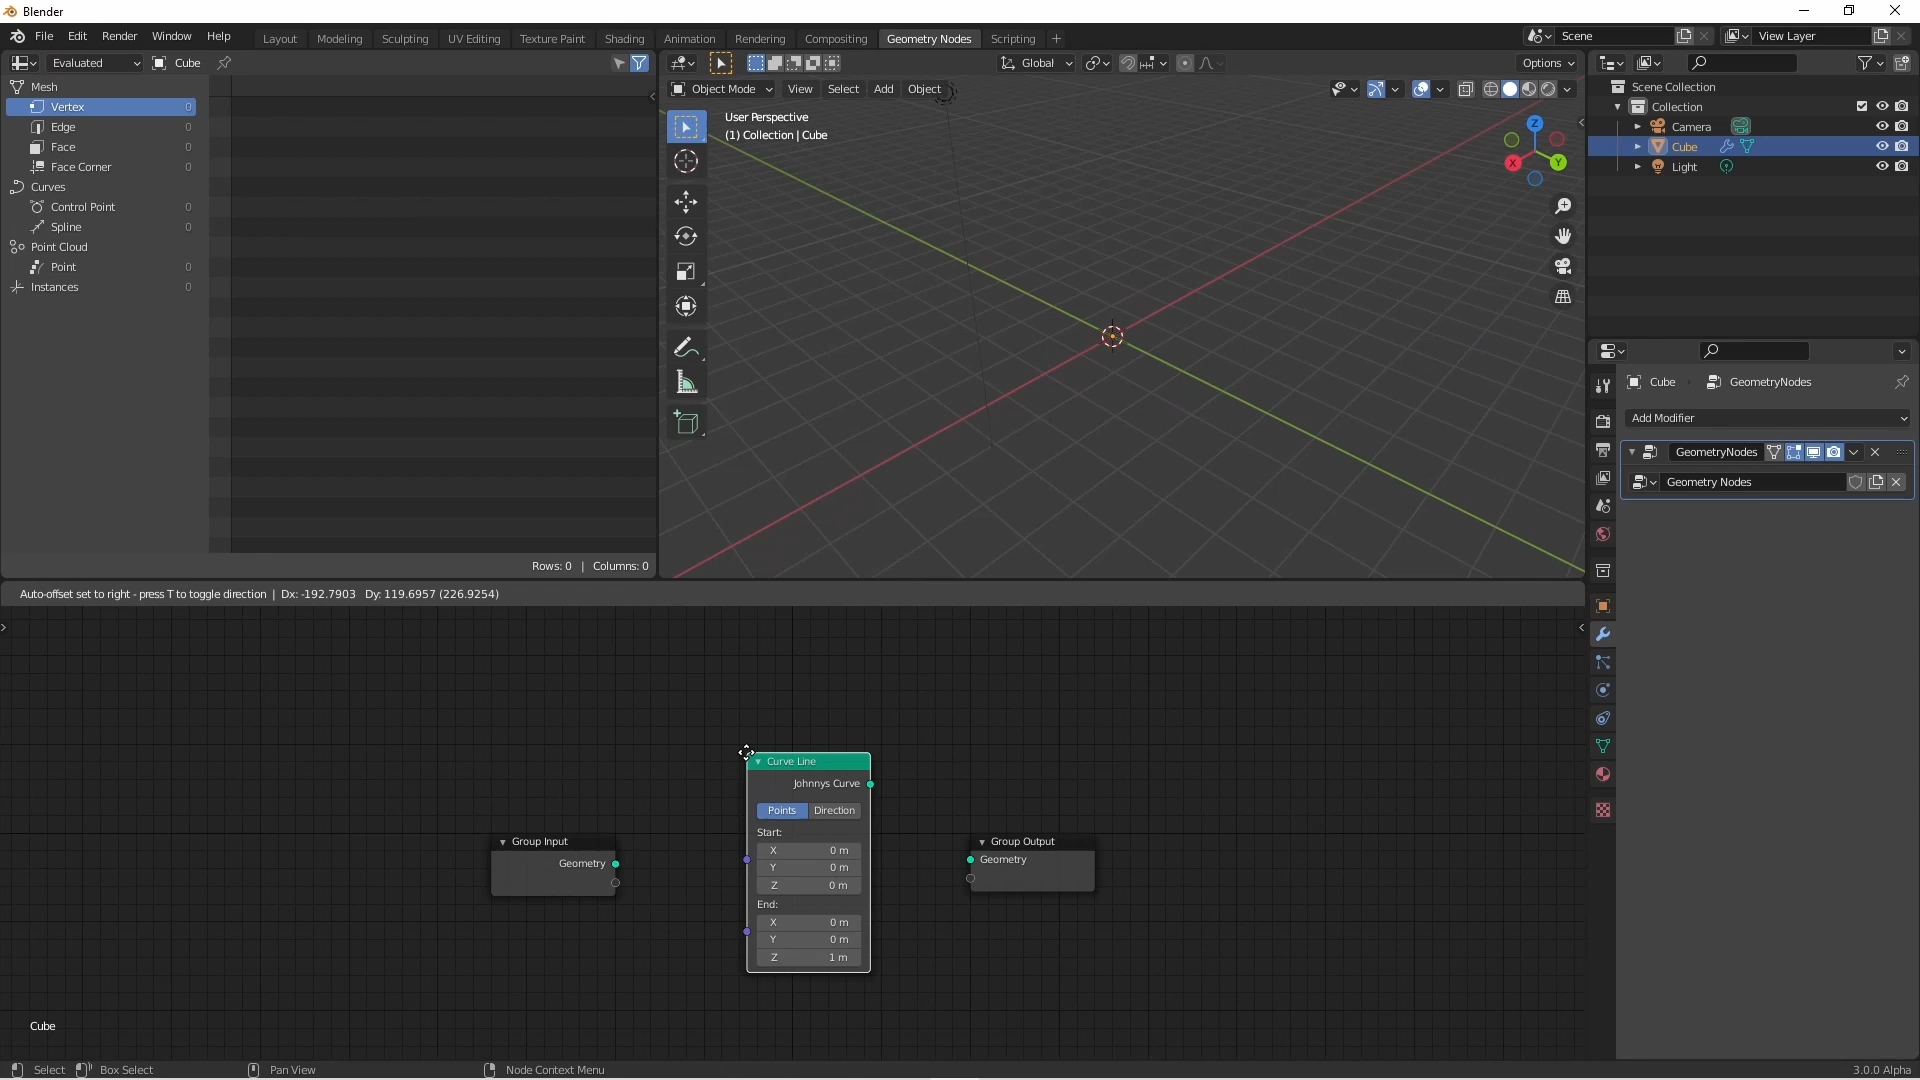 Blender
File Edit Render Window Help
Layout Modeling Sculpting UV Editing Texture Paint Shading Animation Rendering Compositing Geometry Nodes Scripting
Scene
View Layer
Evaluated
Cube
Mesh
Vertex 0
Edge 0
Face 0
Face Corner 0
Curves
Control Point 0
Spline 0
Point Cloud
Point 0
Instances 0
Rows: 0 | Columns: 0
Global
Options
Object Mode View Select Add Object
User Perspective
(1) Collection | Cube
Z
X
Y
Scene Collection
Collection
Camera
Cube
Light
Cube
GeometryNodes
Add Modifier
GeometryNodes
Geometry Nodes
Auto-offset set to right - press T to toggle direction | Dx: -192.7903 Dy: 119.6957 (226.9254)
Group Input
Geometry
Curve Line
Johnnys Curve
Points Direction
Start:
X 0 m
Y 0 m
Z 0 m
End:
X 0 m
Y 0 m
Z 1 m
Group Output
Geometry
Cube
Select Box Select Pan View Node Context Menu
3.0.0 Alpha